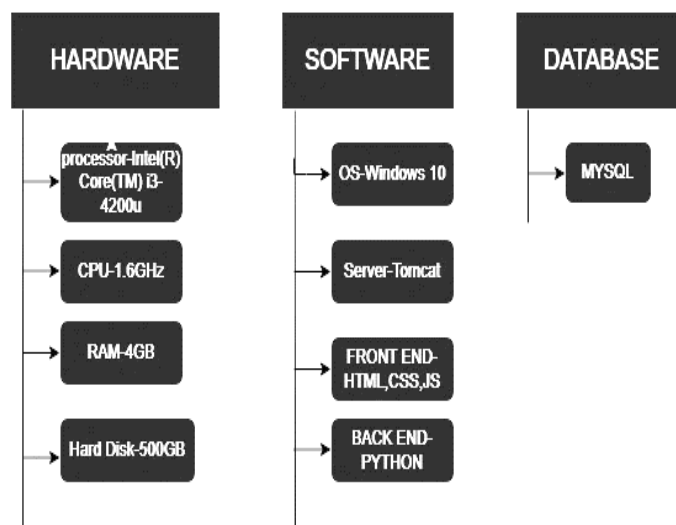 HARDWARE
processor-Intel(R)
Core(TM) i3-
4200u
CPU-1.6GHz
RAM-4GB
Hard Disk-500GB
SOFTWARE
OS-Windows 10
Server-Tomcat
FRONT END-
HTML,CSS,JS
BACK END-
PYTHON
DATABASE
MYSQL